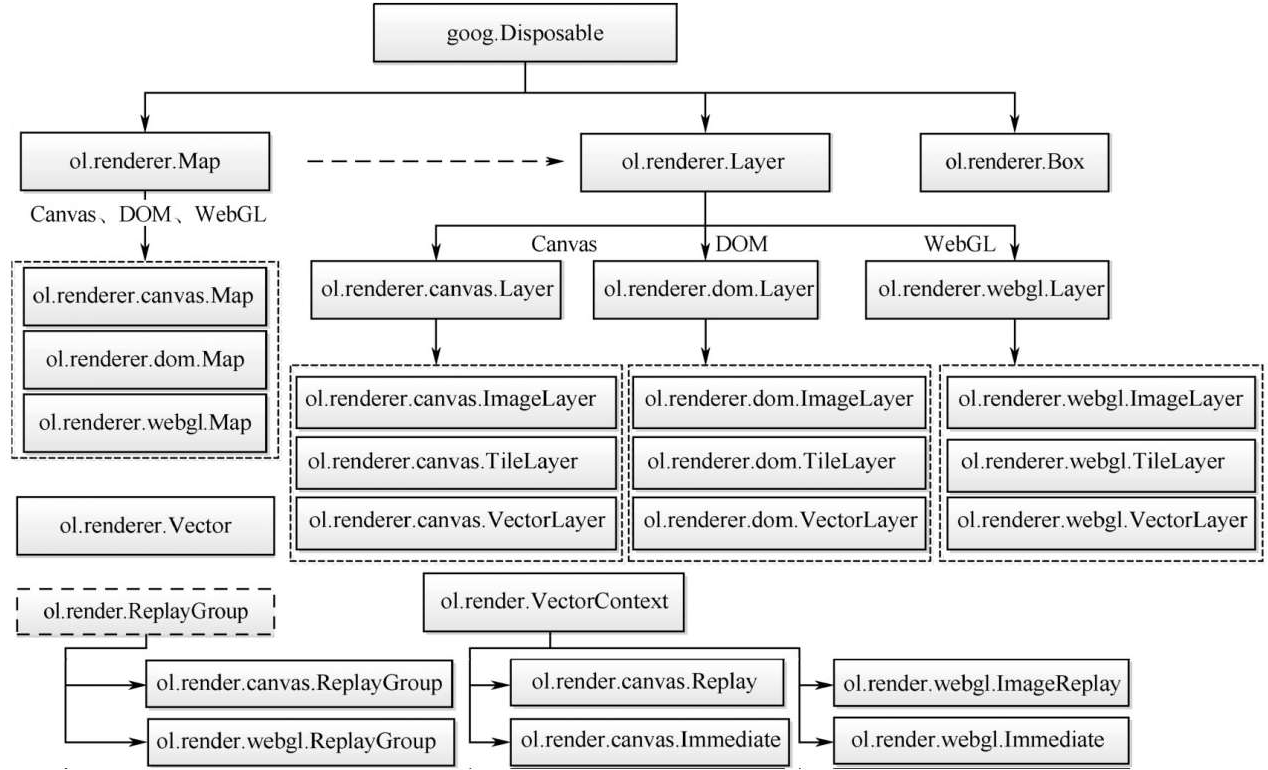 goog.Disposable
ol.renderer.Map
ol.renderer.Layer
ol.renderer.Box
Canvas、DOM、WebGL
Canvas
DOM
WebGL
ol.renderer.canvas.Map
ol.renderer.dom.Map
ol.renderer.webgl.Map
ol.renderer.canvas.Layer
ol.renderer.dom.Layer
ol.renderer.webgl.Layer
ol.renderer.canvas.ImageLayer
ol.renderer.canvas.TileLayer
ol.renderer.canvas.VectorLayer
ol.renderer.dom.ImageLayer
ol.renderer.dom.TileLayer
ol.renderer.dom.VectorLayer
ol.renderer.webgl.ImageLayer
ol.renderer.webgl.TileLayer
ol.renderer.webgl.VectorLayer
ol.renderer.Vector
ol.render.ReplayGroup
ol.render.canvas.ReplayGroup
ol.render.webgl.ReplayGroup
ol.render.VectorContext
ol.render.canvas.Replay
ol.render.canvas.Immediate
ol.render.webgl.ImageReplay
ol.render.webgl.Immediate